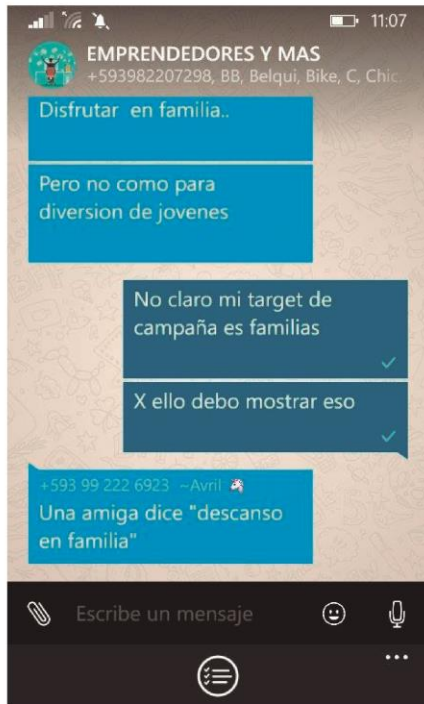 11:07
EMPRENDEDORES Y MAS
+593982207298, BB, Belqui, Bike, C, Chic.
Disfrutar en familia..
Pero no como para
diversion de jovenes
No claro mi target de
campaña es familias
X ello debo mostrar eso
+593 99 222 6923 ~Avril
Una amiga dice "descanso
en familia"
Escribe un mensaje